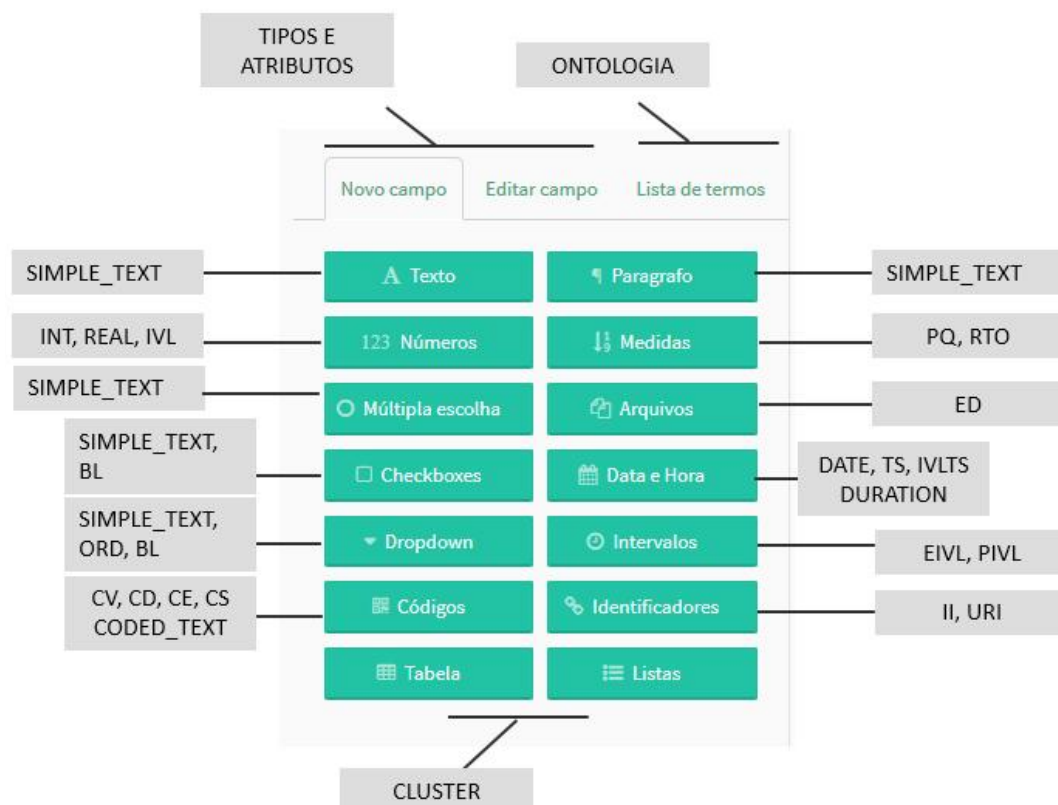 TIPOS E
ATRIBUTOS
ONTOLOGIA
Novo campo Editar campo Lista de termos
SIMPLE_TEXT A Texto ¶ Paragrafo SIMPLE_TEXT
INT, REAL, IVL 123 Números Medidas PQ, RTO
SIMPLE_TEXT Múltipla escolha Arquivos ED
SIMPLE_TEXT,
BL
Checkboxes Data e Hora
DATE, TS, IVLTS
DURATION
SIMPLE_TEXT,
ORD, BL
Dropdown Intervalos EIVL, PIVL
CV, CD, CE, CS
CODED_TEXT
Códigos Identificadores II, URI
Tabela Listas
CLUSTER